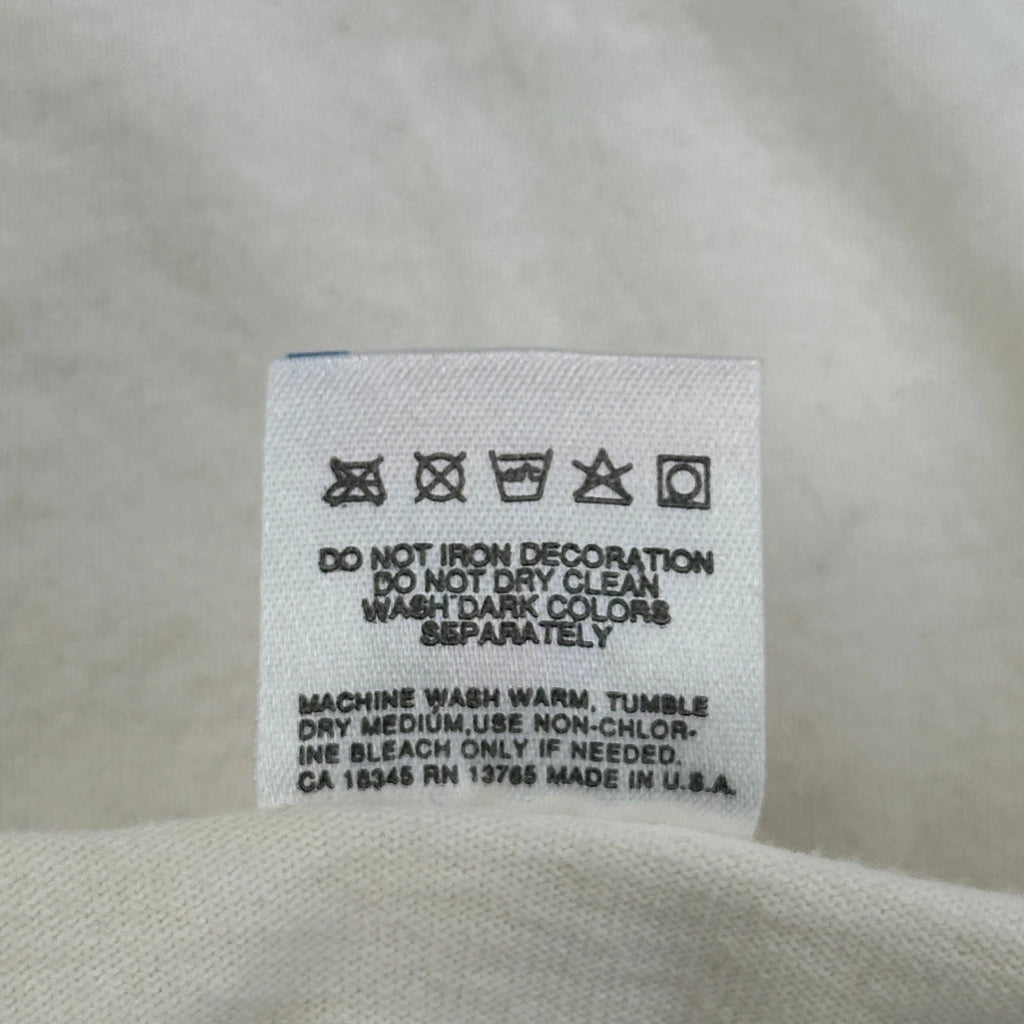 DO NOT IRON DECORATION
DO NOT DRY CLEAN
WASH DARK COLORS
SEPARATELY
MACHINE WASH WARM, TUMBLE
DRY MEDIUM,USE NON-CHLOR-
INE BLEACH ONLY IF NEEDED.
CA 18345 RN 13765 MADE IN U.S.A.